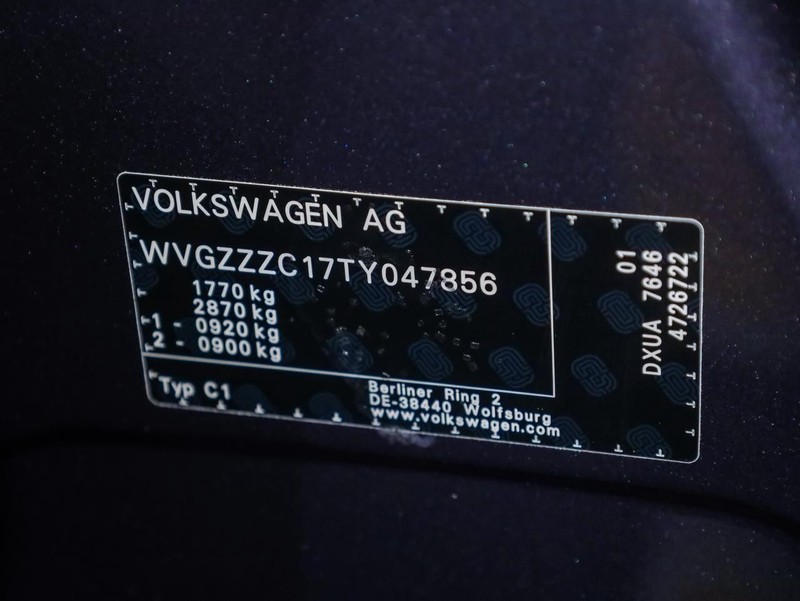 VOLKSWAGEN AG
WVGZZZC17TY047856
1770 kg
2870 kg
1 - 0920 kg
2 - 0900 kg
Typ C1
Berliner Ring 2
DE-38440 Wolfsburg
www.volkswagen.com
01
DXUA 7646
4726722